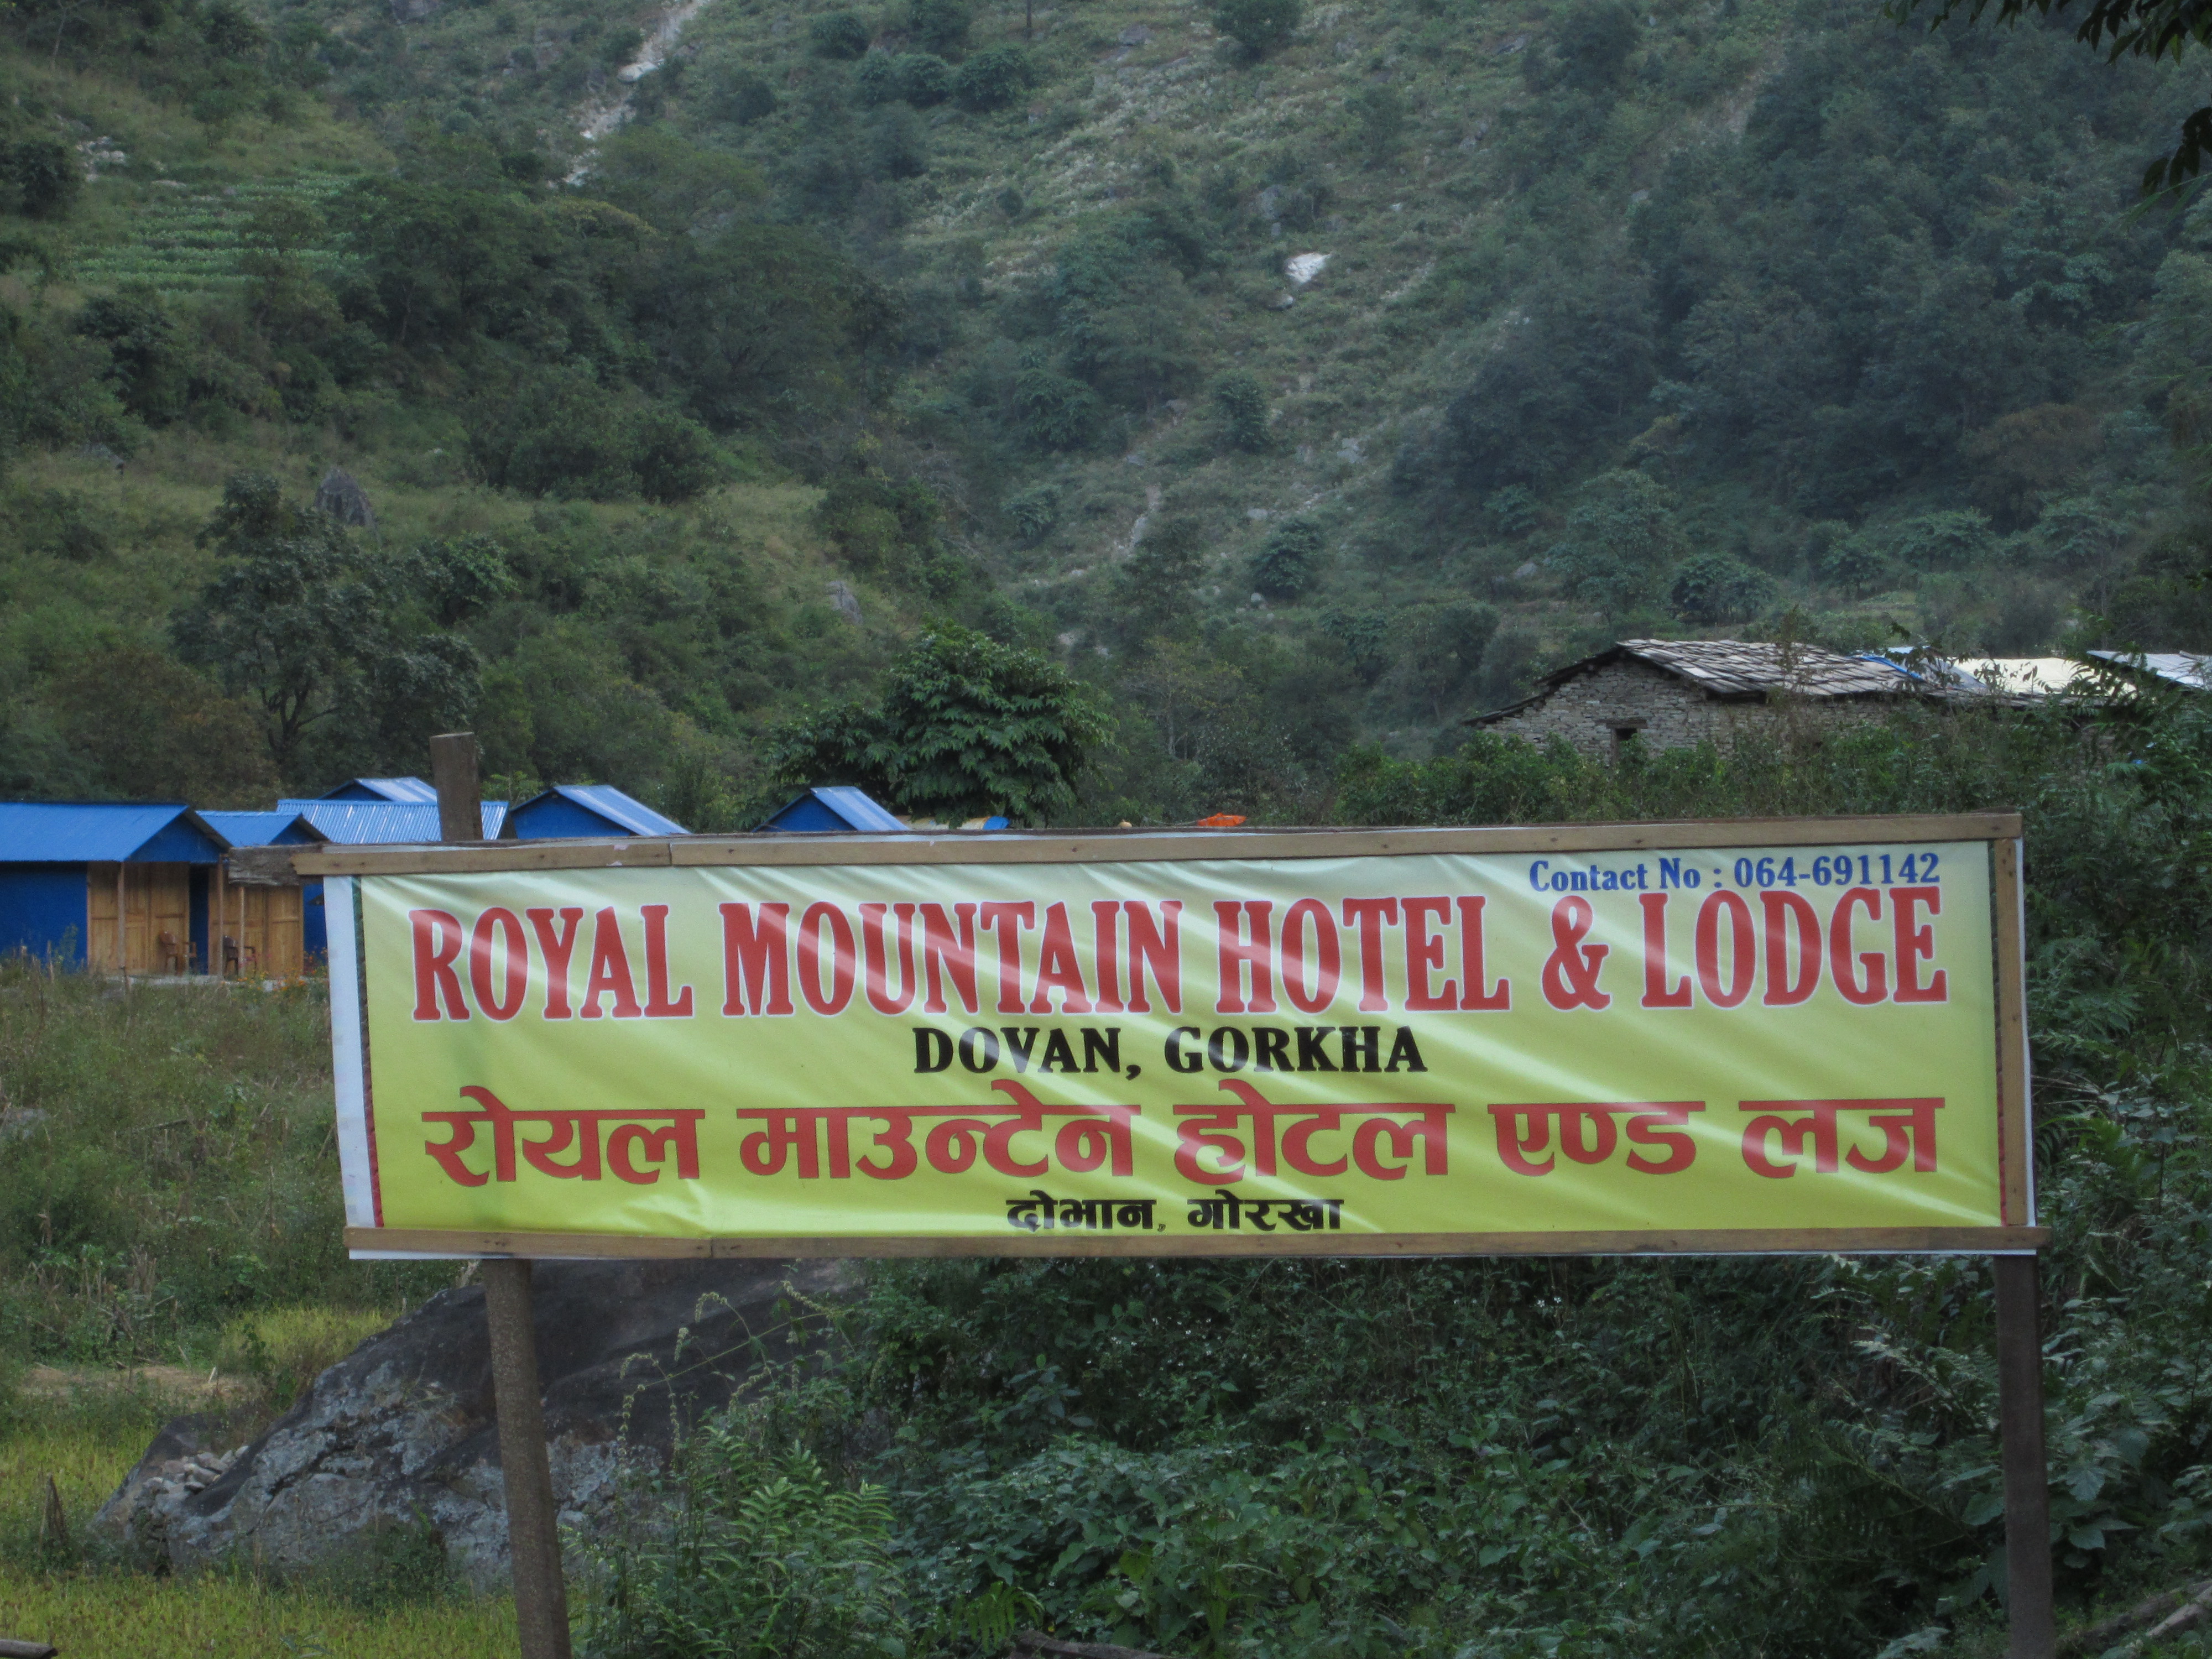 Contact No : 064-691142
ROYAL MOUNTAIN HOTEL & LODGE
DOVAN, GORKHA
रोयल माउन्टेन होटल एण्ड लज
दोभान, गोरखा